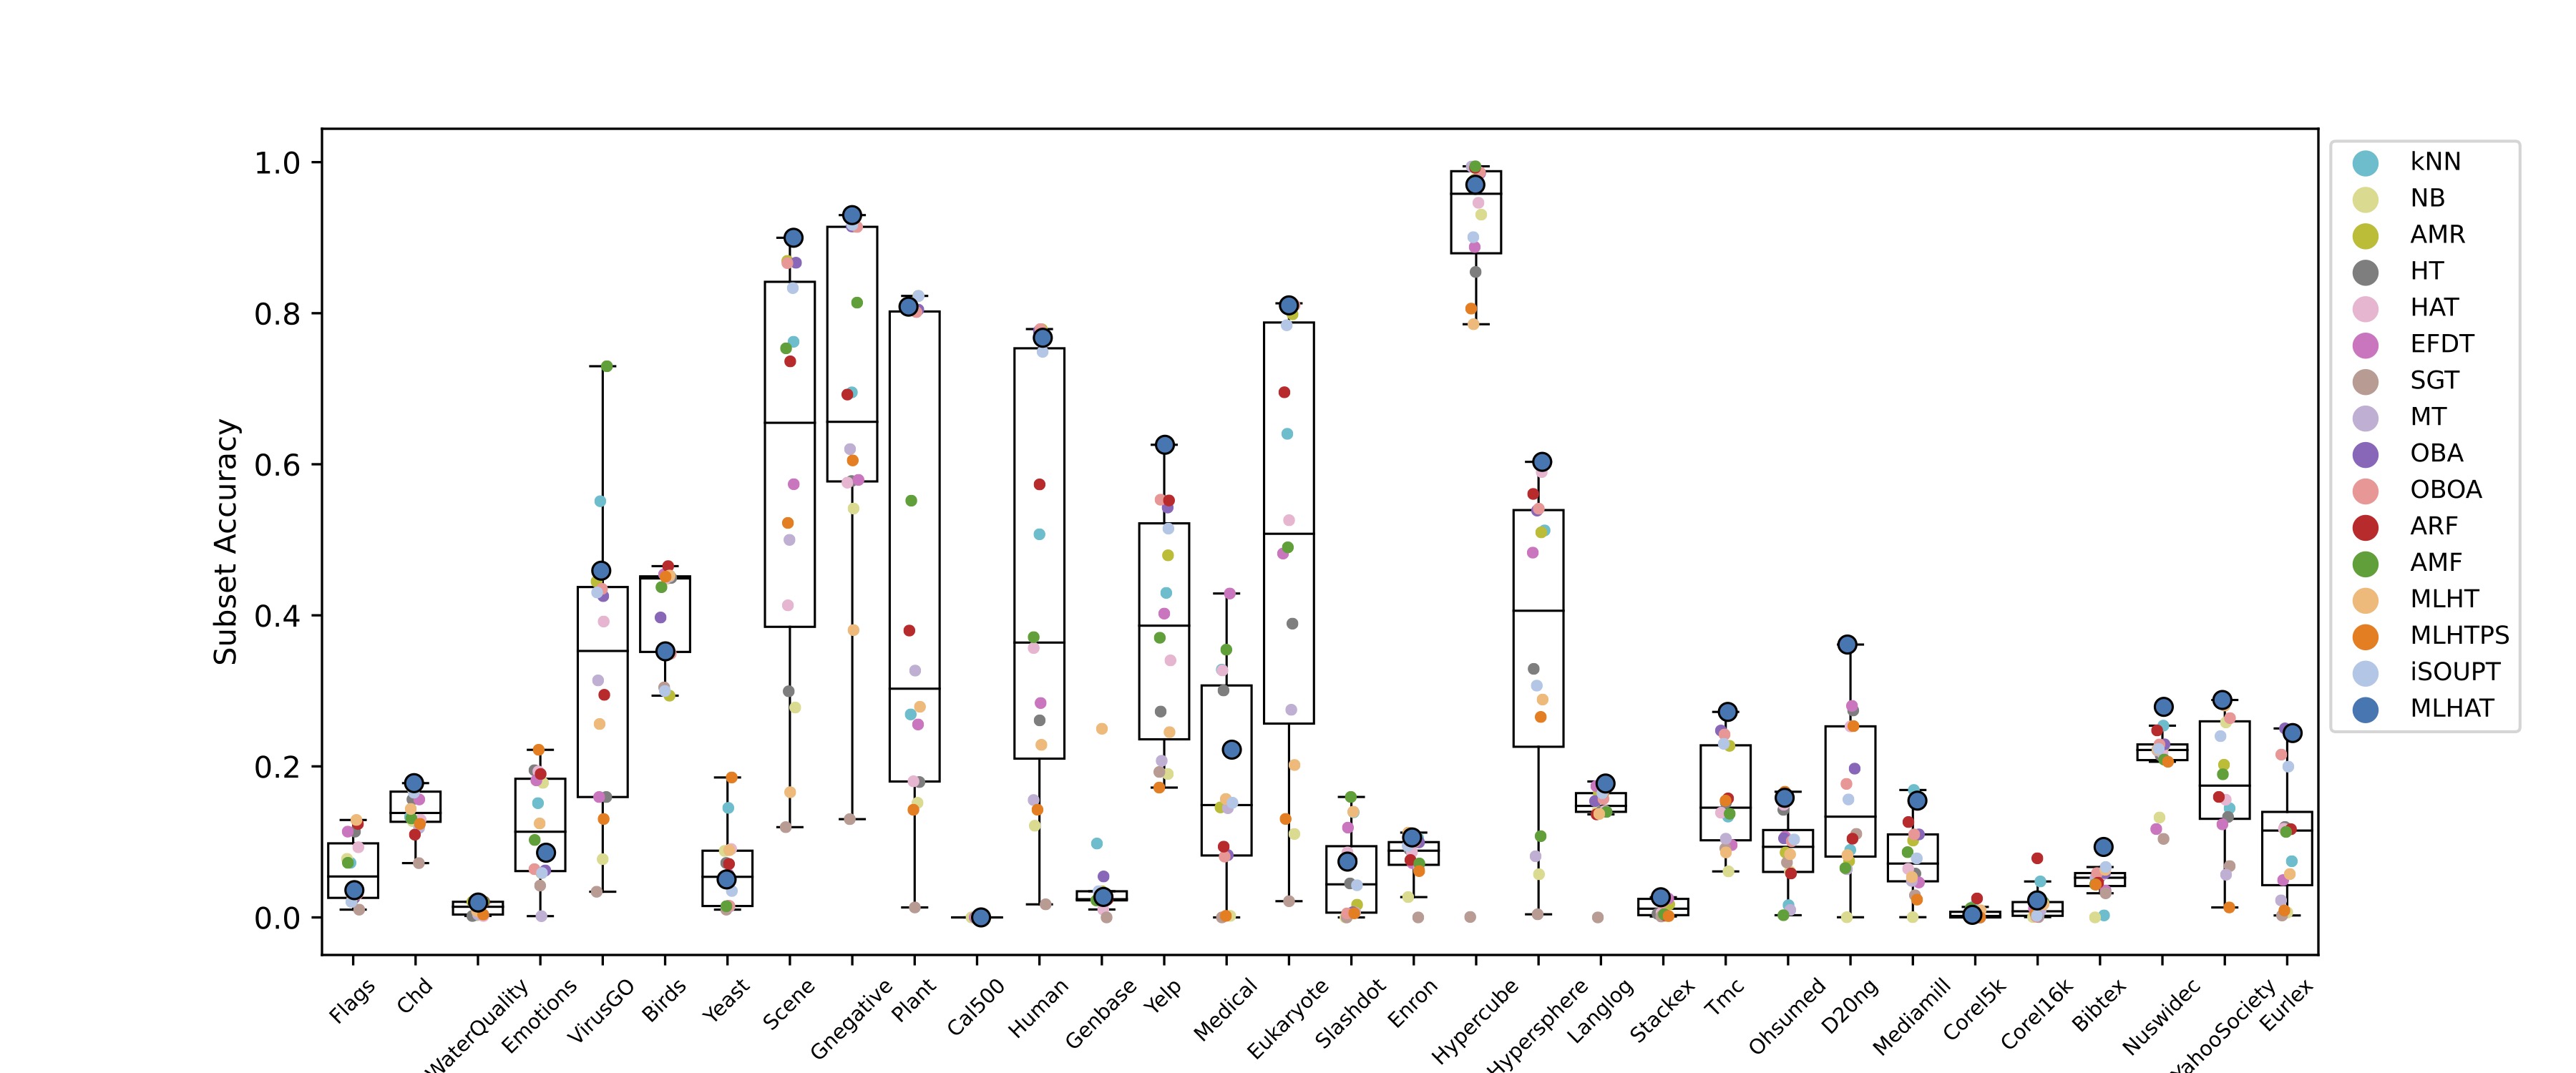 Subset Accuracy
1.0
0.8
0.6
0.4
0.2
0.0
Flags
Chd
WaterQuality
Emotions
VirusGO
Birds
Yeast
Scene
Gnegative
Plant
Cal500
Human
Genbase
Yelp
Medical
Eukaryote
Slashdot
Enron
Hypercube
Hypersphere
Langlog
Stackex
Tmc
Ohsumed
D20ng
Mediamill
Corel5k
Corel16k
Bibtex
Nuswidec
YahooSociety
Eurlex
kNN
NB
AMR
HT
HAT
EFDT
SGT
MT
OBA
OBOA
ARF
AMF
MLHT
MLHTPS
iSOUPT
MLHAT